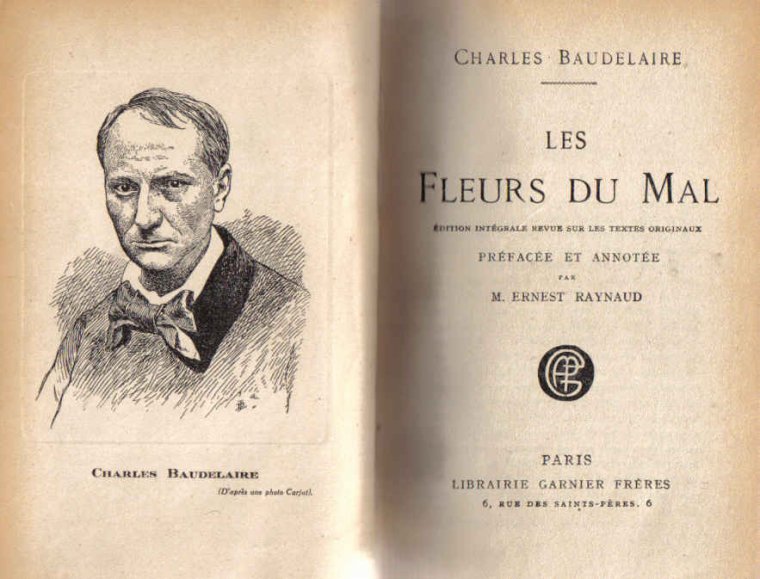 CHARLES BAUDELAIRE
(D'après une photo Carjat).
CHARLES BAUDELAIRE
LES
FLEURS DU MAL
ÉDITION INTÉGRALE REVUE SUR LES TEXTES ORIGINAUX
PRÉFACÉE ET ANNOTÉE
PAR
M. ERNEST RAYNAUD
PARIS
LIBRAIRIE GARNIER FRÈRES
6, RUE DES SAINTS-PÈRES, 6